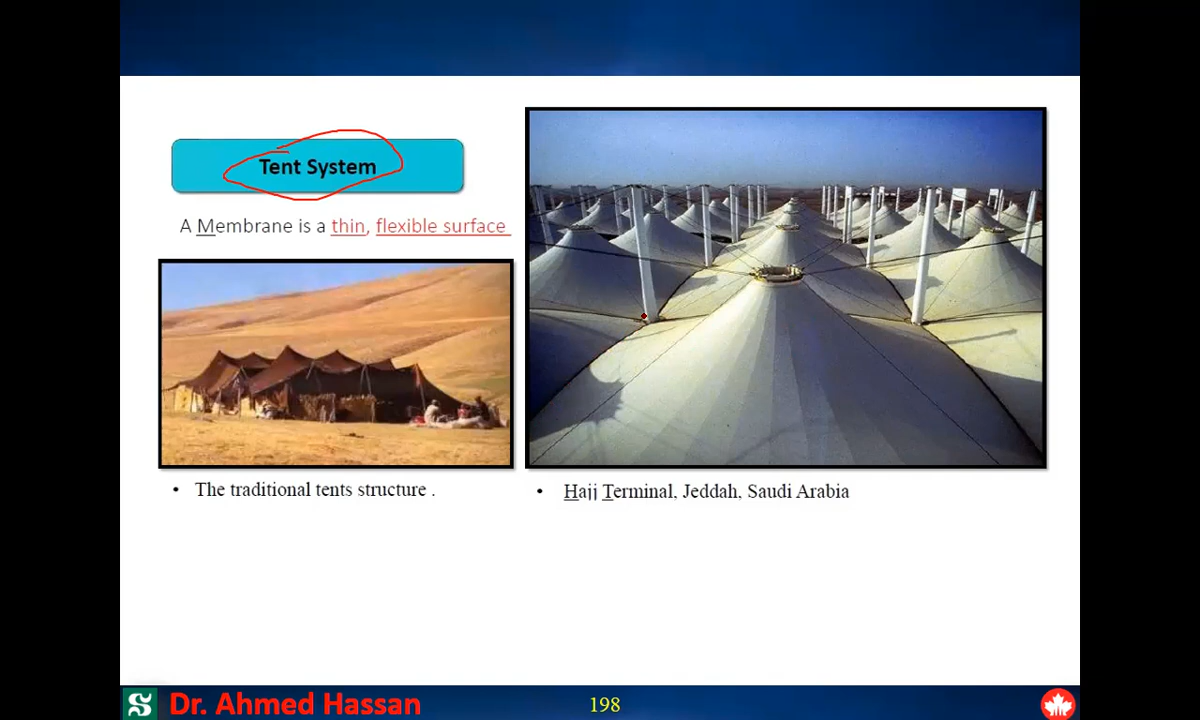 Tent System
A Membrane is a thin, flexible surface
• The traditional tents structure .
• Hajj Terminal, Jeddah, Saudi Arabia
Dr. Ahmed Hassan
198